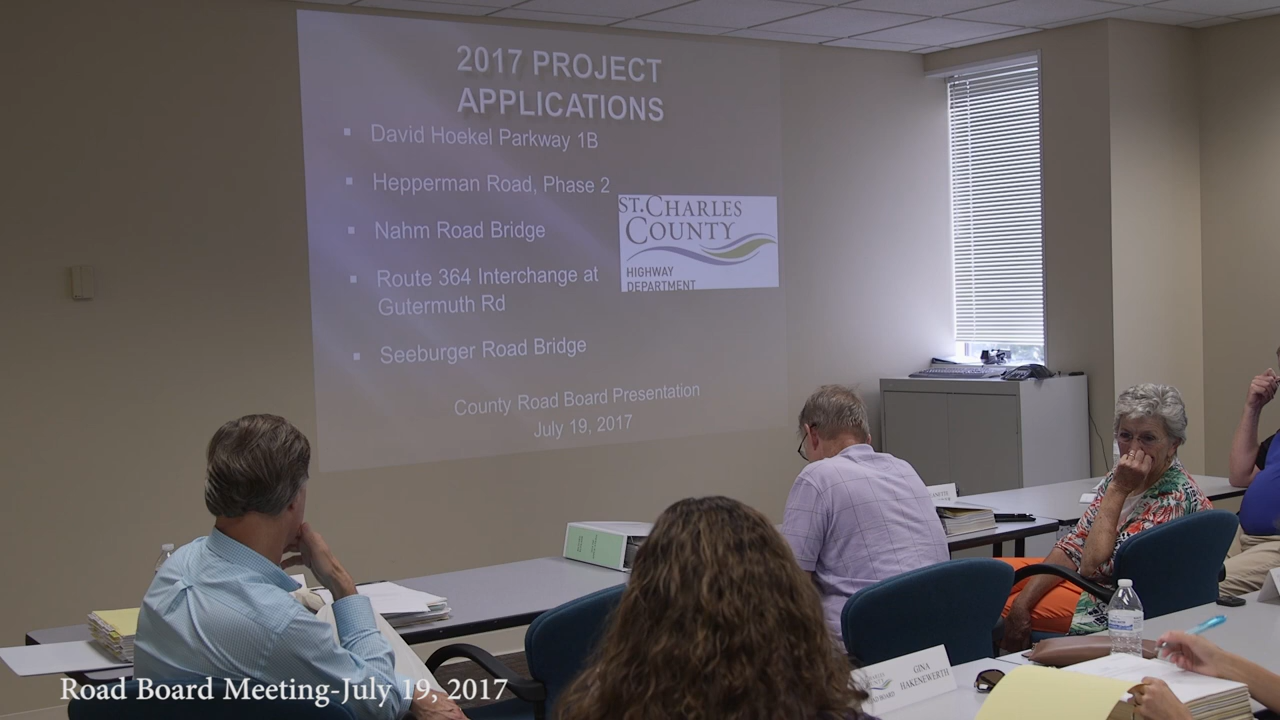 2017 PROJECT
APPLICATIONS
David Hoekel Parkway 1B
Hepperman Road, Phase 2
Nahm Road Bridge
Route 364 Interchange at
Gutermuth Rd
Seeburger Road Bridge
County Road Board Presentation
July 19, 2017
ST. CHARLES
COUNTY
HIGHWAY
DEPARTMENT
GINA
HAKENEWERTH
Road Board Meeting-July 19, 2017